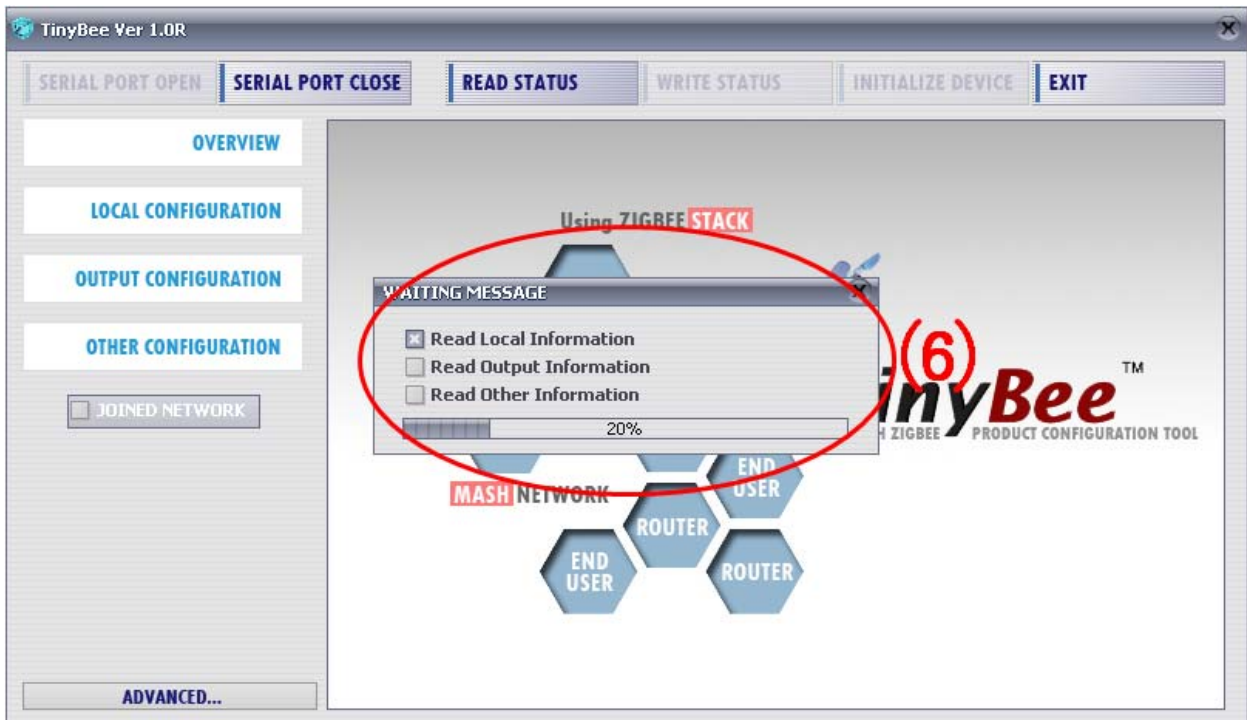 TinyBee Ver 1.0R
SERIAL PORT OPEN SERIAL PORT CLOSE READ STATUS WRITE STATUS INITIALIZE DEVICE EXIT
OVERVIEW
LOCAL CONFIGURATION
OUTPUT CONFIGURATION
OTHER CONFIGURATION
JOINED NETWORK
ADVANCED...
Using ZIGBEE STACK
WAITING MESSAGE
Read Local Information
Read Output Information
Read Other Information
20%
(6)
inyBee™
ZIGBEE PRODUCT CONFIGURATION TOOL
MASH NETWORK
END
USER
ROUTER
END
USER
ROUTER